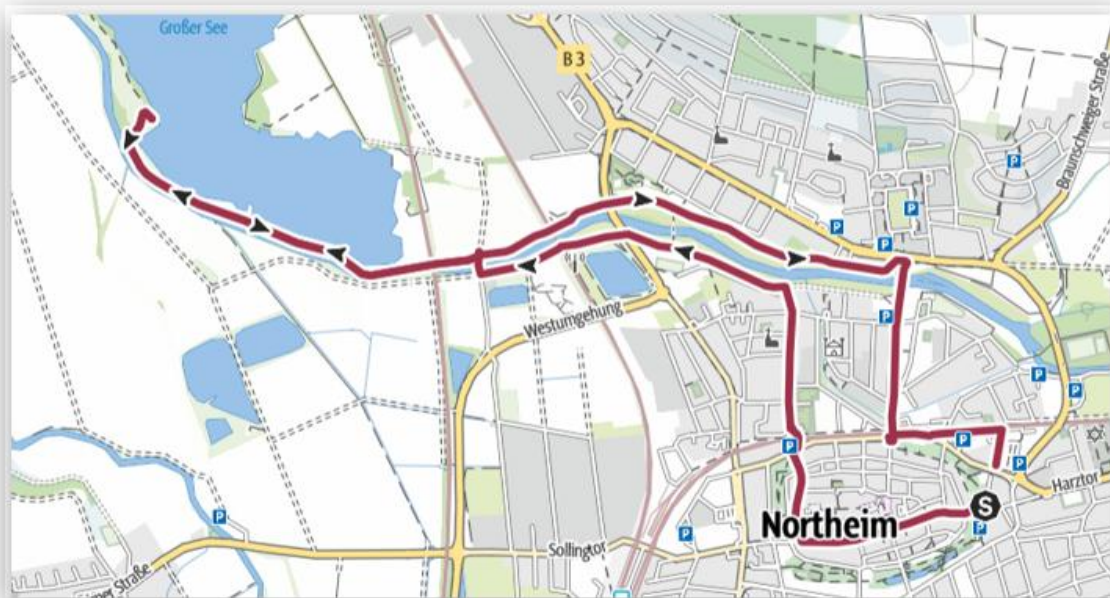 Großer See
B 3
Braunschweiger Straße
P
P
P
P
P
Westumgehung
P
P
P
P
P
Harztor
S
Northeim
P
P
P
Sollingtor
Straße